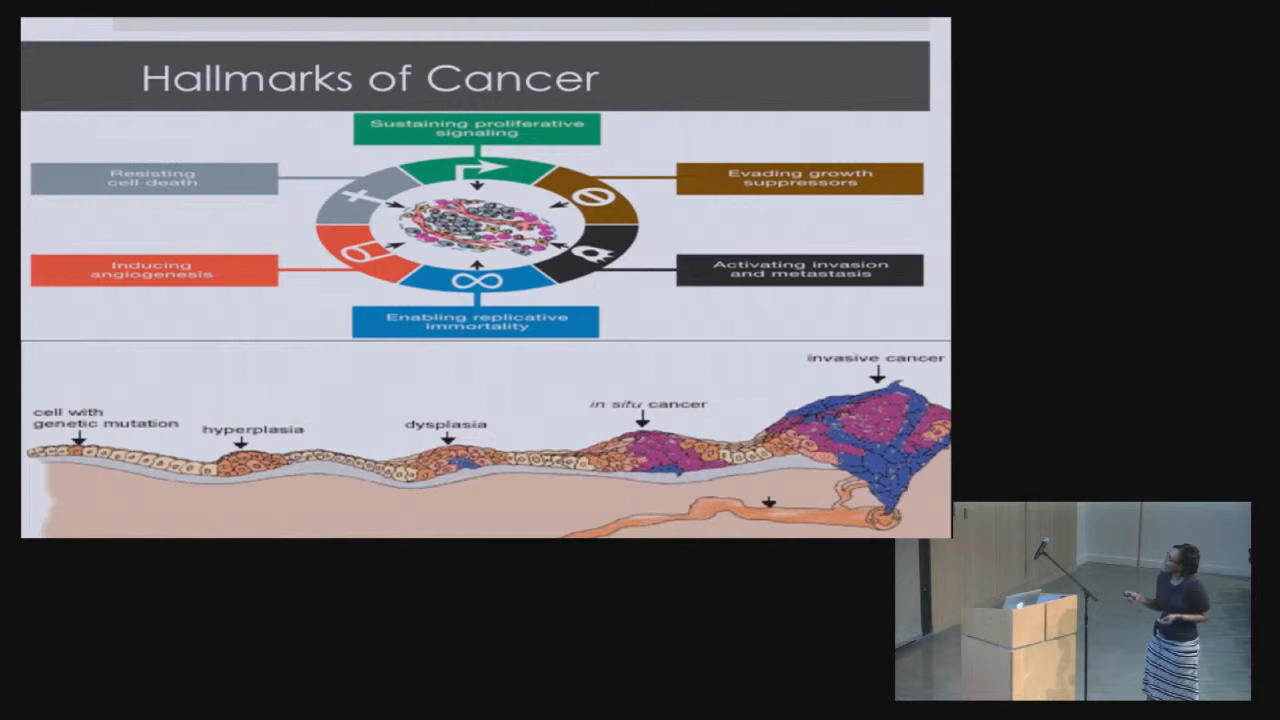 Hallmarks of Cancer
Sustaining proliferative
signaling
Resisting
cell death
Evading growth
suppressors
Inducing
angiogenesis
Activating invasion
and metastasis
Enabling replicative
immortality
invasive cancer
in situ cancer
cell with
genetic mutation
hyperplasia
dysplasia